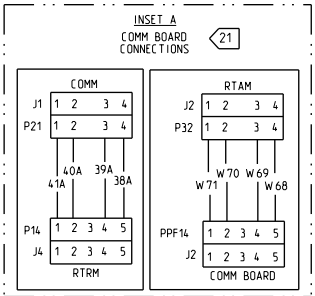 INSET A
COMM BOARD
CONNECTIONS
21
COMM
J1 1 2 3 4
P21 1 2 3 4
40A 39A
41A 38A
P14 1 2 3 4 5
J4 1 2 3 4 5
RTRM
RTAM
J2 1 2 3 4
P32 1 2 3 4
W70 W69
W71 W68
PPF14 1 2 3 4 5
J2 1 2 3 4 5
COMM BOARD